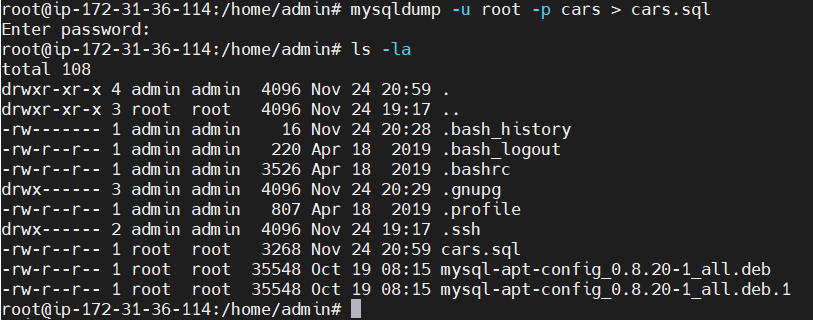 root@ip-172-31-36-114:/home/admin# mysqldump -u root -p cars > cars.sql
Enter password:
root@ip-172-31-36-114:/home/admin# ls -la
total 108
drwxr-xr-x 4 admin admin  4096 Nov 24 20:59 .
drwxr-xr-x 3 root  root   4096 Nov 24 19:17 ..
-rw------- 1 admin admin    16 Nov 24 20:28 .bash_history
-rw-r--r-- 1 admin admin   220 Apr 18  2019 .bash_logout
-rw-r--r-- 1 admin admin  3526 Apr 18  2019 .bashrc
drwx------ 3 admin admin  4096 Nov 24 20:29 .gnupg
-rw-r--r-- 1 admin admin   807 Apr 18  2019 .profile
drwx------ 2 admin admin  4096 Nov 24 19:17 .ssh
-rw-r--r-- 1 root  root   3268 Nov 24 20:59 cars.sql
-rw-r--r-- 1 root  root  35548 Oct 19 08:15 mysql-apt-config_0.8.20-1_all.deb
-rw-r--r-- 1 root  root  35548 Oct 19 08:15 mysql-apt-config_0.8.20-1_all.deb.1
root@ip-172-31-36-114:/home/admin#